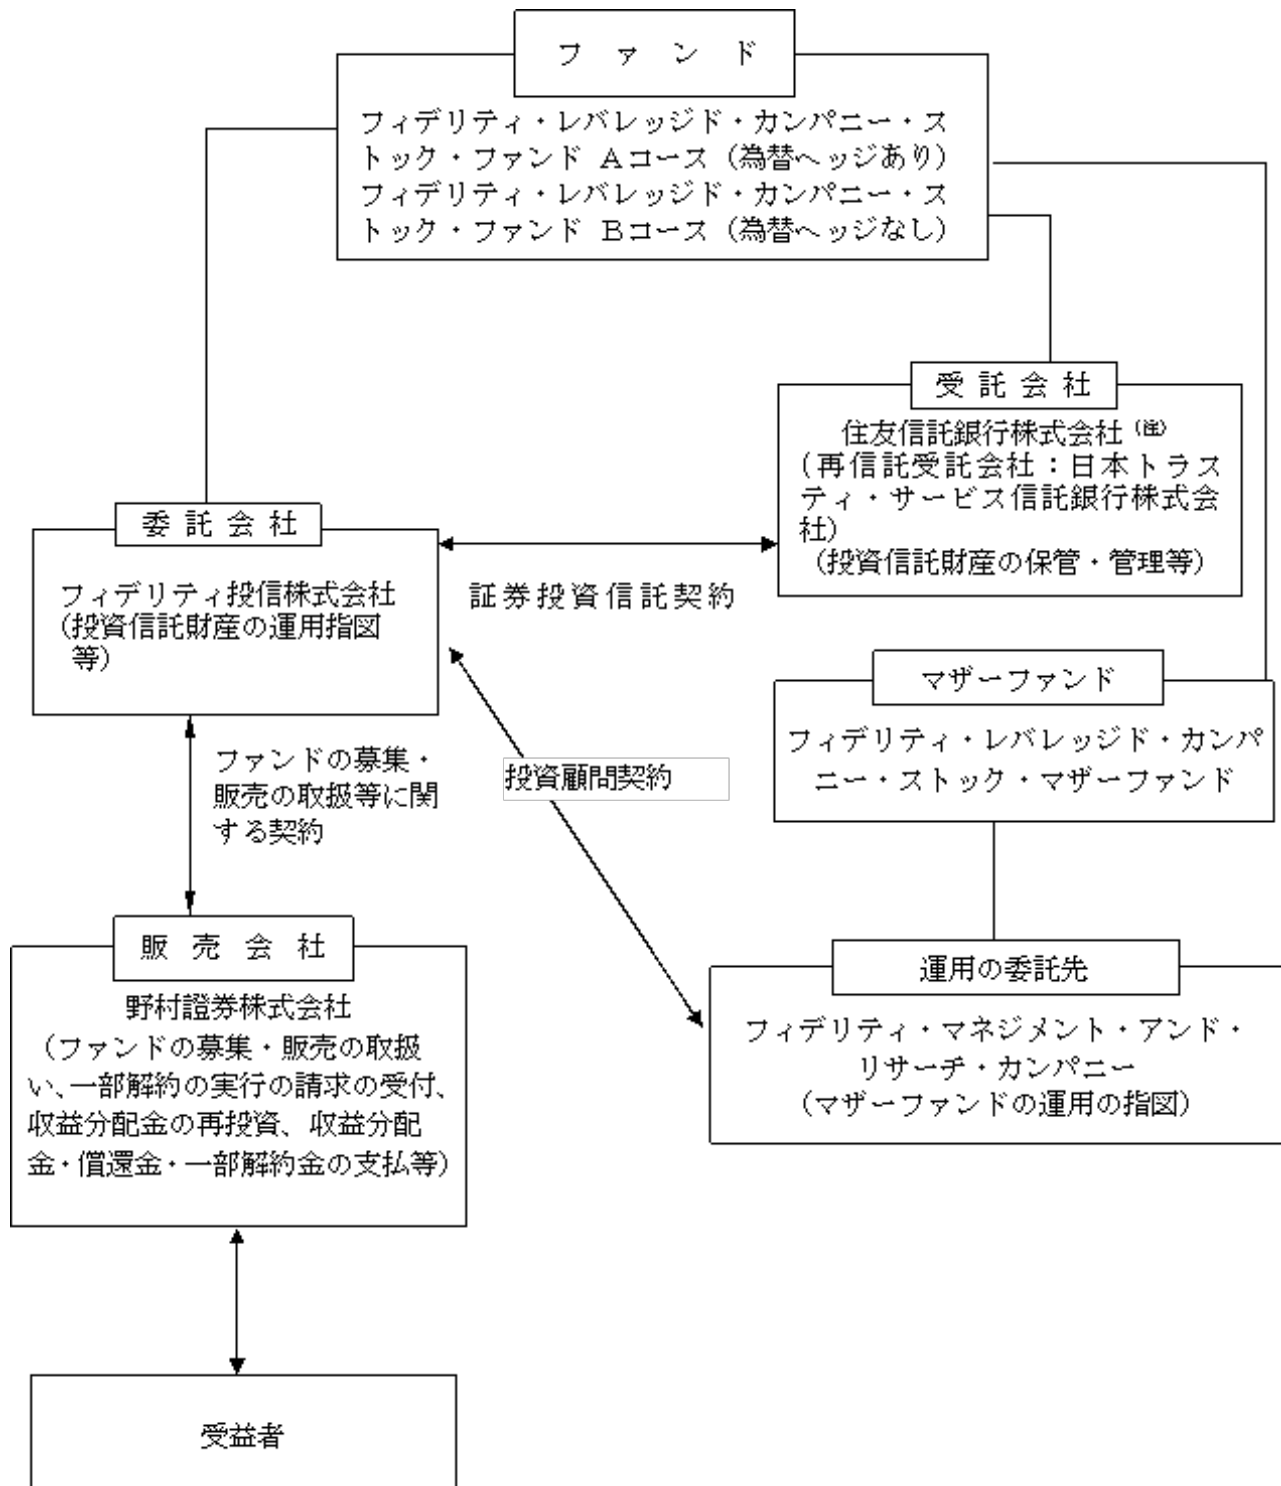 ファンド
フィデリティ・レバレッジド・カンパニー・ス
トック・ファンド Aコース（為替ヘッジあり）
フィデリティ・レバレッジド・カンパニー・ス
トック・ファンド Bコース（為替ヘッジなし）
受託会社
住友信託銀行株式会社（注）
（再信託受託会社：日本トラス
ティ・サービス信託銀行株式会
社）
（投資信託財産の保管・管理等）
委託会社
フィデリティ投信株式会社
（投資信託財産の運用指図
等）
証券投資信託契約
マザーファンド
フィデリティ・レバレッジド・カンパ
ニー・ストック・マザーファンド
ファンドの募集・
販売の取扱等に関
する契約
投資顧問契約
販売会社
野村證券株式会社
（ファンドの募集・販売の取扱
い、一部解約の実行の請求の受付、
収益分配金の再投資、収益分配
金・償還金・一部解約金の支払等）
運用の委託先
フィデリティ・マネジメント・アンド・
リサーチ・カンパニー
（マザーファンドの運用の指図）
受益者